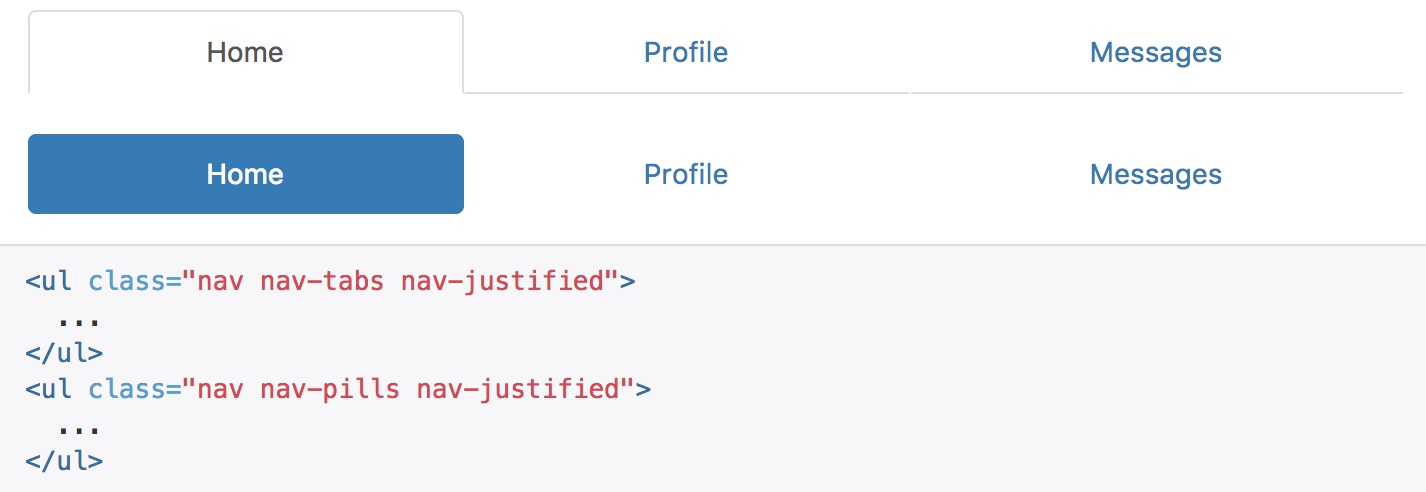 Home Profile Messages
Home Profile Messages
<ul class="nav nav-tabs nav-justified">
  ...
</ul>
<ul class="nav nav-pills nav-justified">
  ...
</ul>